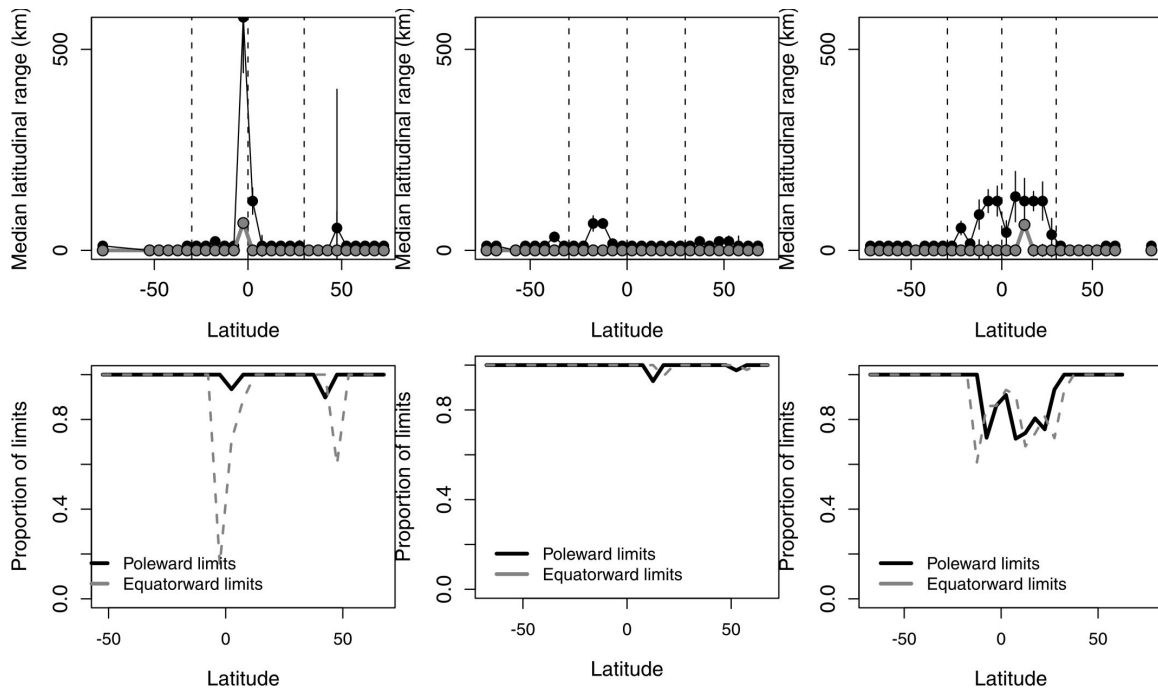 Median latitudinal range (km)
500
0
-50
0
50
Latitude
Median latitudinal range (km)
500
0
-50
0
50
Latitude
Median latitudinal range (km)
500
0
-50
0
50
Latitude
Proportion of limits
0.8
0.4
0.0
Poleward limits
Equatorward limits
-50
0
50
Latitude
Proportion of limits
0.8
0.4
0.0
Poleward limits
Equatorward limits
-50
0
50
Latitude
Proportion of limits
0.8
0.4
0.0
Poleward limits
Equatorward limits
-50
0
50
Latitude